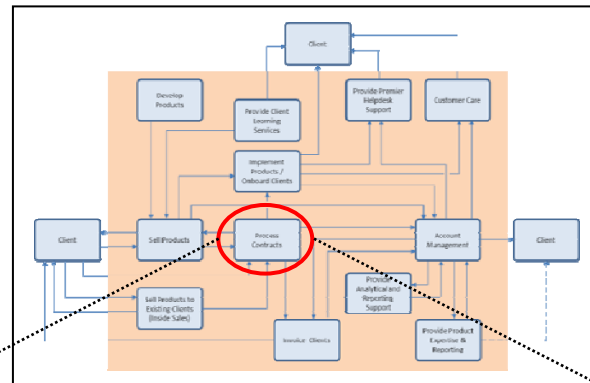 Client
Develop
Products
Provide Client
Learning
Services
Provide Premier
Helpdesk
Support
Customer Care
Implement
Products /
Onboard Clients
Client
Sell Products
Process
Contracts
Account
Management
Client
Sell Products to
Existing Clients
(Inside Sales)
Provide
Analytical and
Reporting
Support
Invoice Clients
Provide Product
Expertise &
Reporting